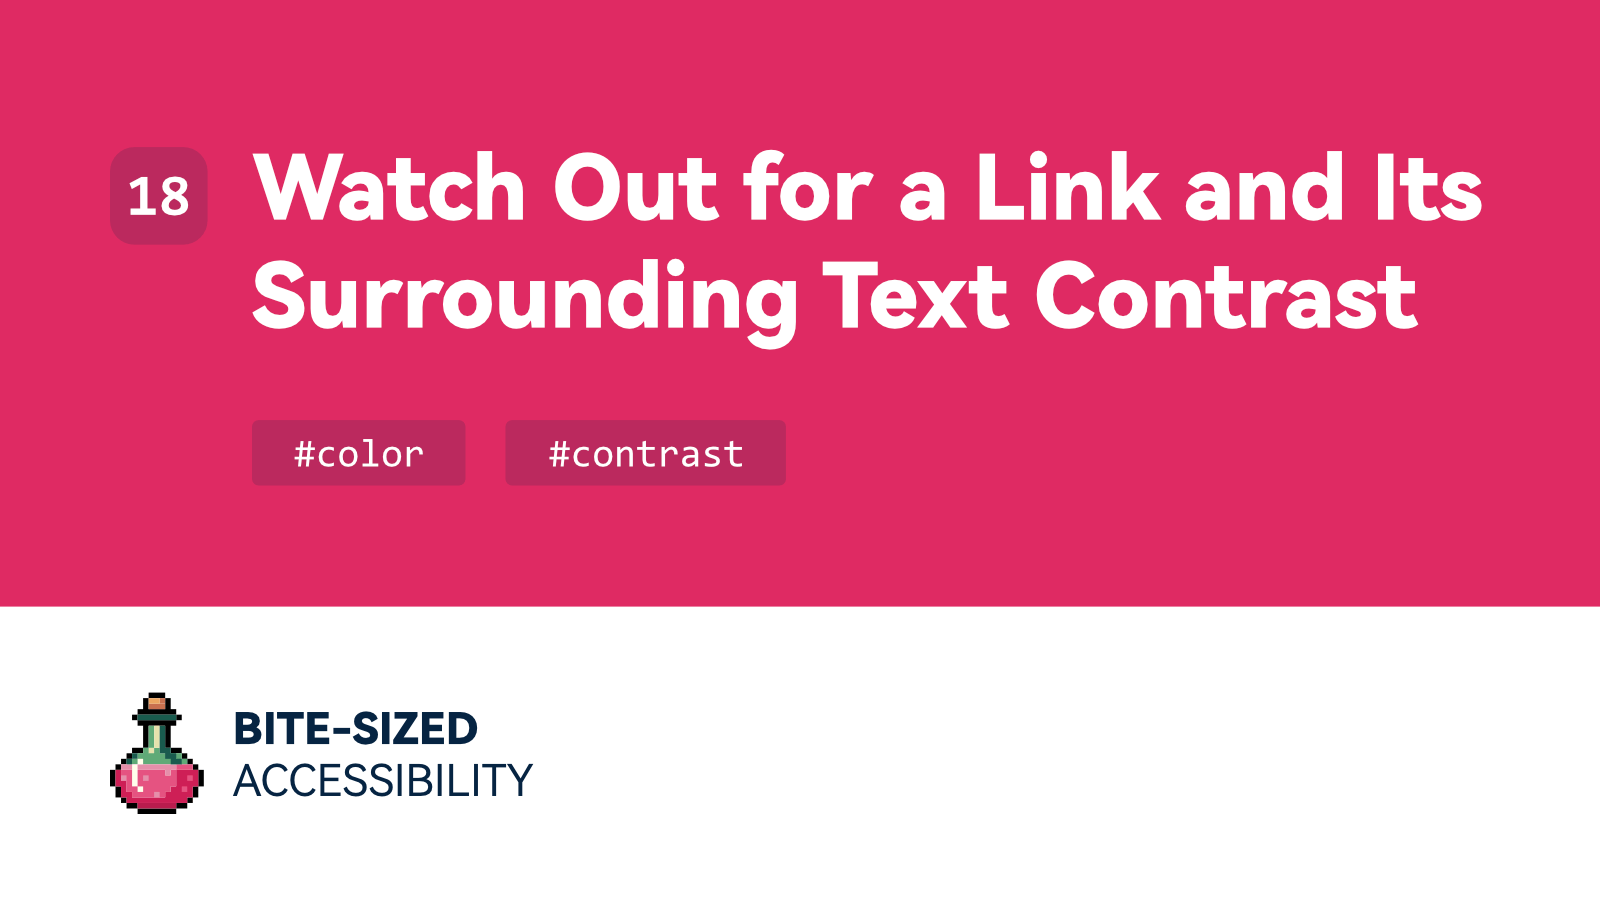 18
Watch Out for a Link and Its
Surrounding Text Contrast
#color
#contrast
BITE-SIZED
ACCESSIBILITY